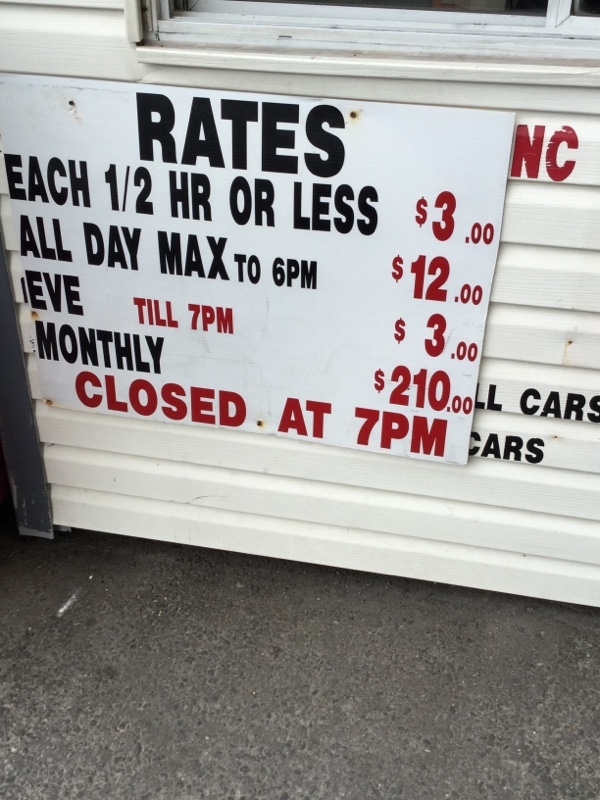 RATES
EACH 1/2 HR OR LESS $3.00
ALL DAY MAX TO 6PM $12.00
EVE TILL 7PM $3.00
MONTHLY $210.00
CLOSED AT 7PM
NC
LL CARS
CARS